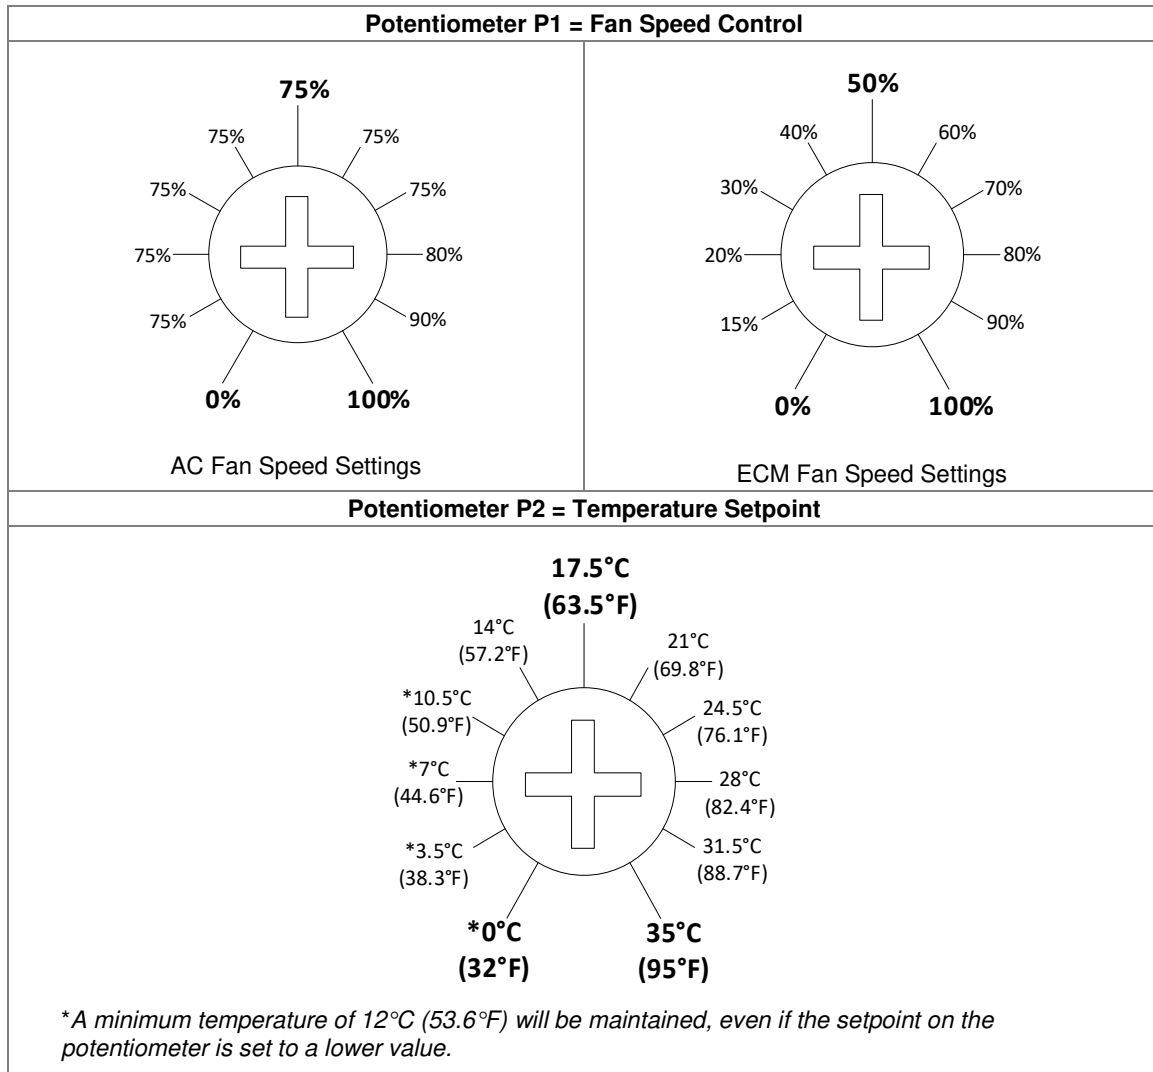 Potentiometer P1 = Fan Speed Control
75%
75%
75%
75%
75%
75%
80%
75%
90%
0%
100%
AC Fan Speed Settings
50%
40%
60%
30%
70%
20%
80%
15%
90%
0%
100%
ECM Fan Speed Settings
Potentiometer P2 = Temperature Setpoint
17.5°C
(63.5°F)
14°C
(57.2°F)
21°C
(69.8°F)
*10.5°C
(50.9°F)
24.5°C
(76.1°F)
*7°C
(44.6°F)
28°C
(82.4°F)
*3.5°C
(38.3°F)
31.5°C
(88.7°F)
*0°C
(32°F)
35°C
(95°F)
*A minimum temperature of 12°C (53.6°F) will be maintained, even if the setpoint on the
potentiometer is set to a lower value.